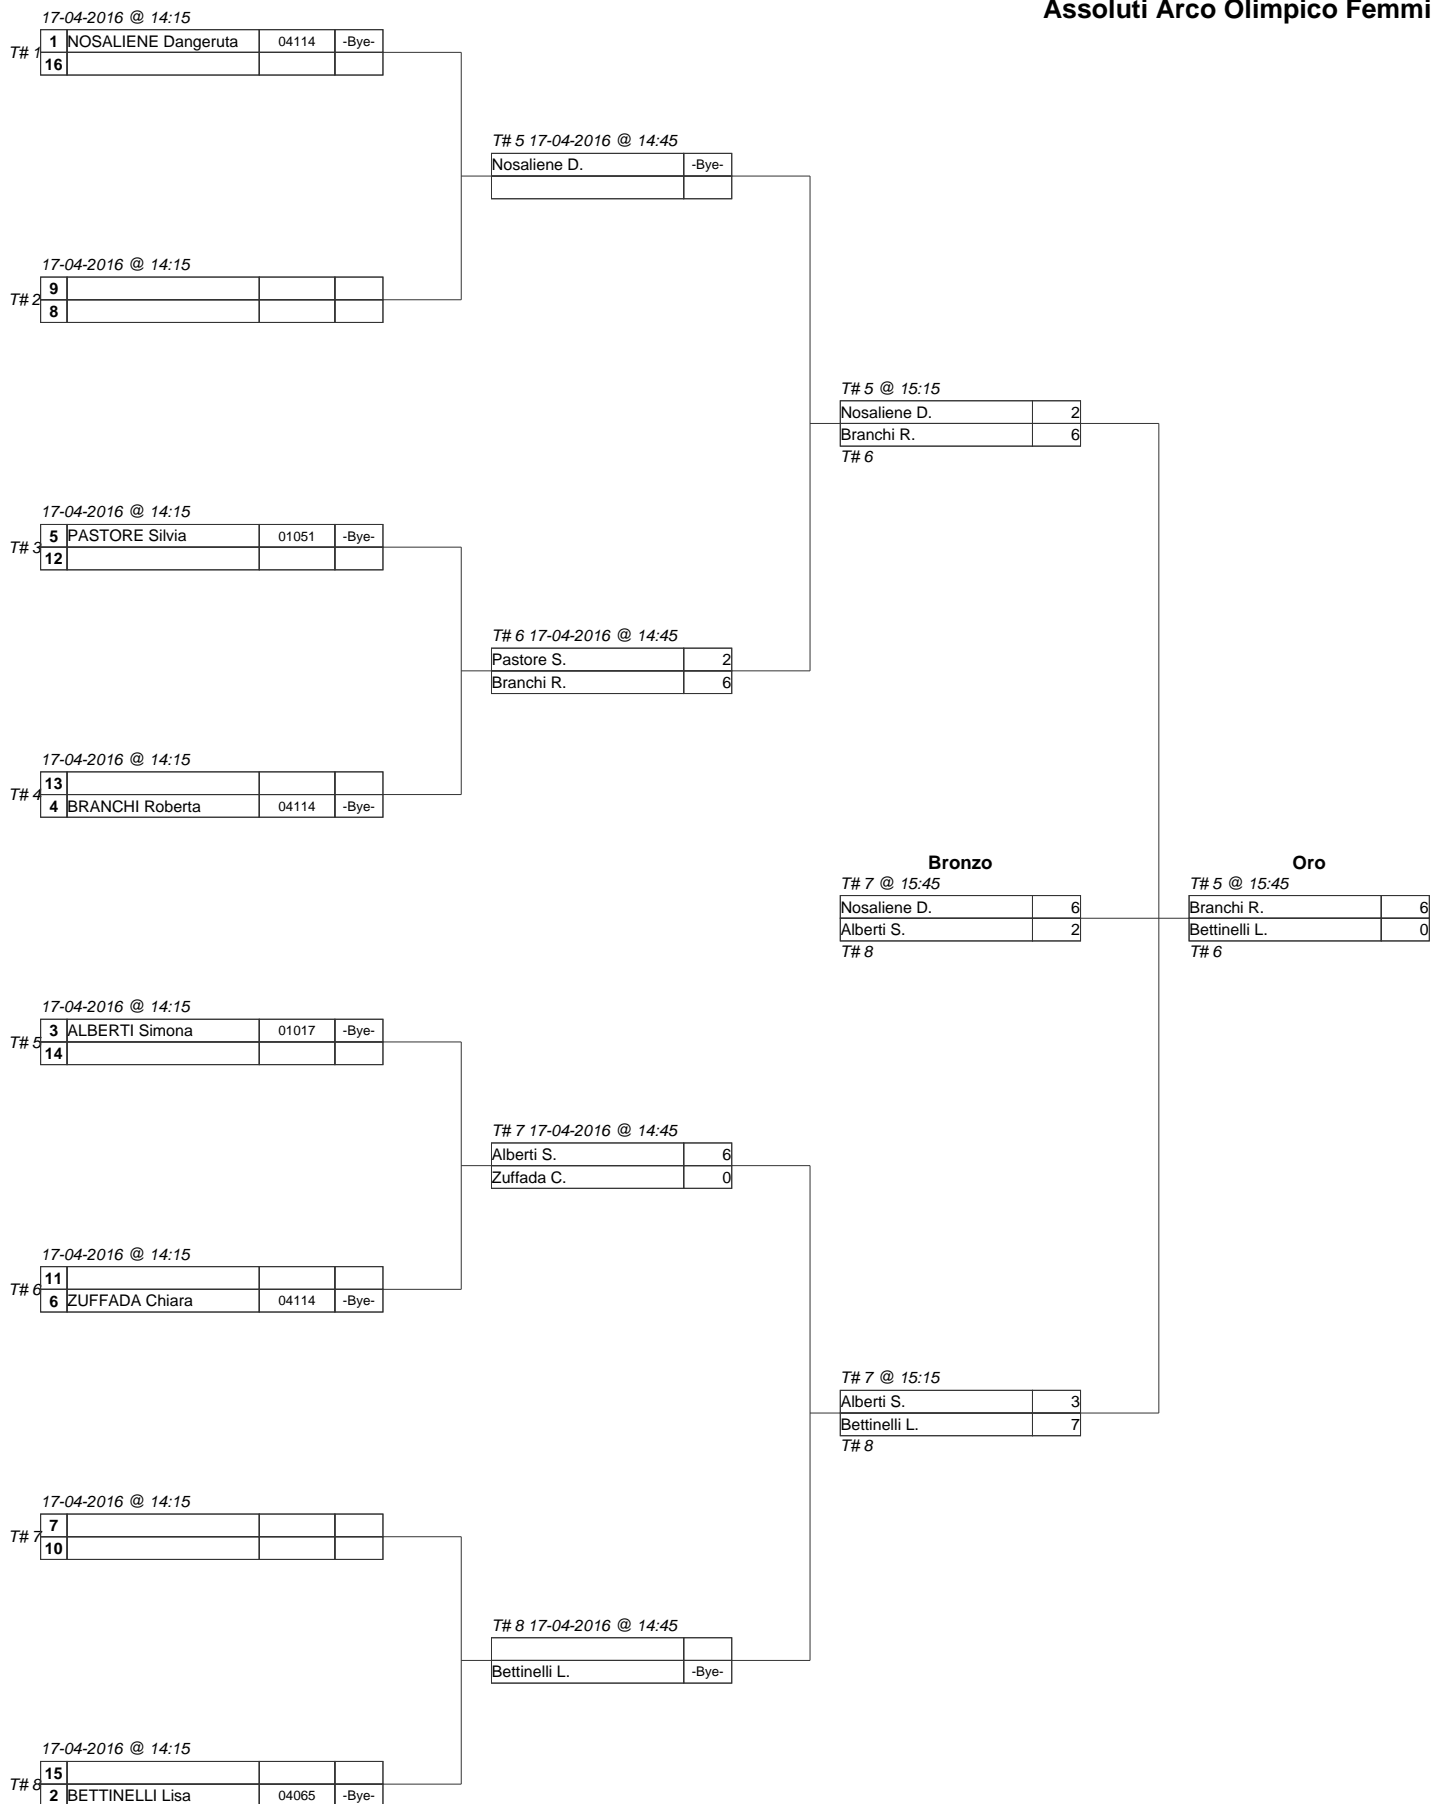 Assoluti Arco Olimpico Femmi
17-04-2016 @ 14:15
T# 1
1 NOSALIENE Dangeruta 04114 -Bye-
16
T# 5 17-04-2016 @ 14:45
Nosaliene D. -Bye-
17-04-2016 @ 14:15
T# 2
9
8
T# 5 @ 15:15
Nosaliene D. 2
Branchi R. 6
T# 6
17-04-2016 @ 14:15
T# 3
5 PASTORE Silvia 01051 -Bye-
12
T# 6 17-04-2016 @ 14:45
Pastore S. 2
Branchi R. 6
17-04-2016 @ 14:15
T# 4
13
4 BRANCHI Roberta 04114 -Bye-
Bronzo
T# 7 @ 15:45
Nosaliene D. 6
Alberti S. 2
T# 8
Oro
T# 5 @ 15:45
Branchi R. 6
Bettinelli L. 0
T# 6
17-04-2016 @ 14:15
T# 5
3 ALBERTI Simona 01017 -Bye-
14
T# 7 17-04-2016 @ 14:45
Alberti S. 6
Zuffada C. 0
17-04-2016 @ 14:15
T# 6
11
6 ZUFFADA Chiara 04114 -Bye-
T# 7 @ 15:15
Alberti S. 3
Bettinelli L. 7
T# 8
17-04-2016 @ 14:15
T# 7
7
10
T# 8 17-04-2016 @ 14:45
Bettinelli L. -Bye-
17-04-2016 @ 14:15
T# 8
15
2 BETTINELLI Lisa 04065 -Bye-